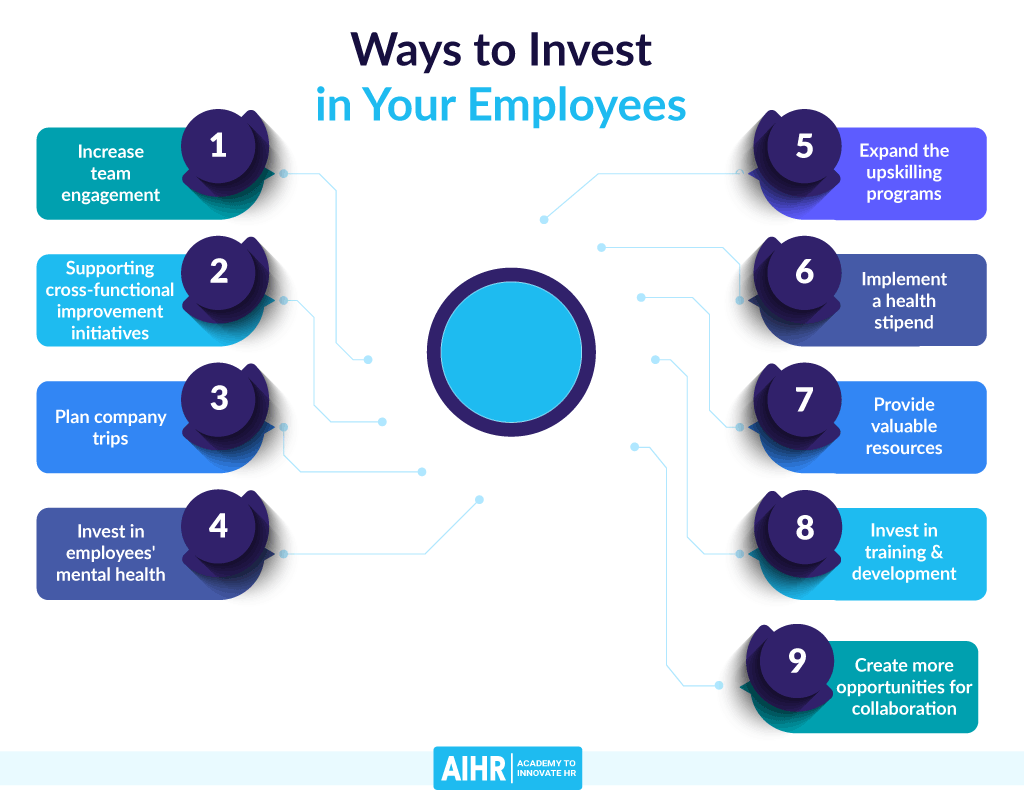 Ways to Invest
in Your Employees
1
Increase
team
engagement
2
Supporting
cross-functional
improvement
initiatives
3
Plan company
trips
4
Invest in
employees'
mental health
5
Expand the
upskilling
programs
6
Implement
a health
stipend
7
Provide
valuable
resources
8
Invest in
training &
development
9
Create more
opportunities for
collaboration
AIHR
ACADEMY TO
INNOVATE HR